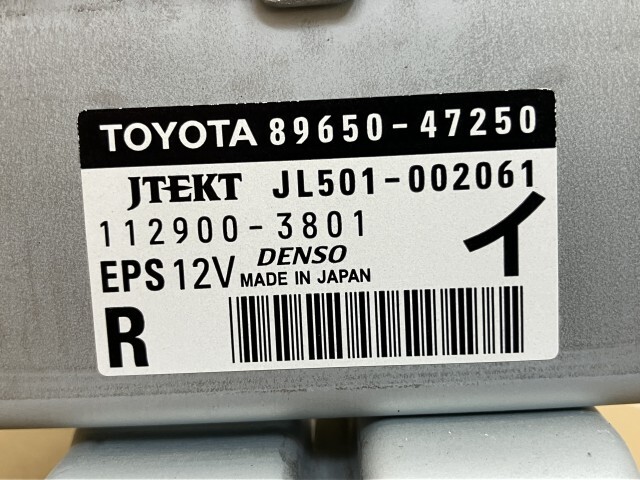 TOYOTA 89650-47250
JTEKT JL501-002061
112900-3801
イ
EPS 12V DENSO
MADE IN JAPAN
R